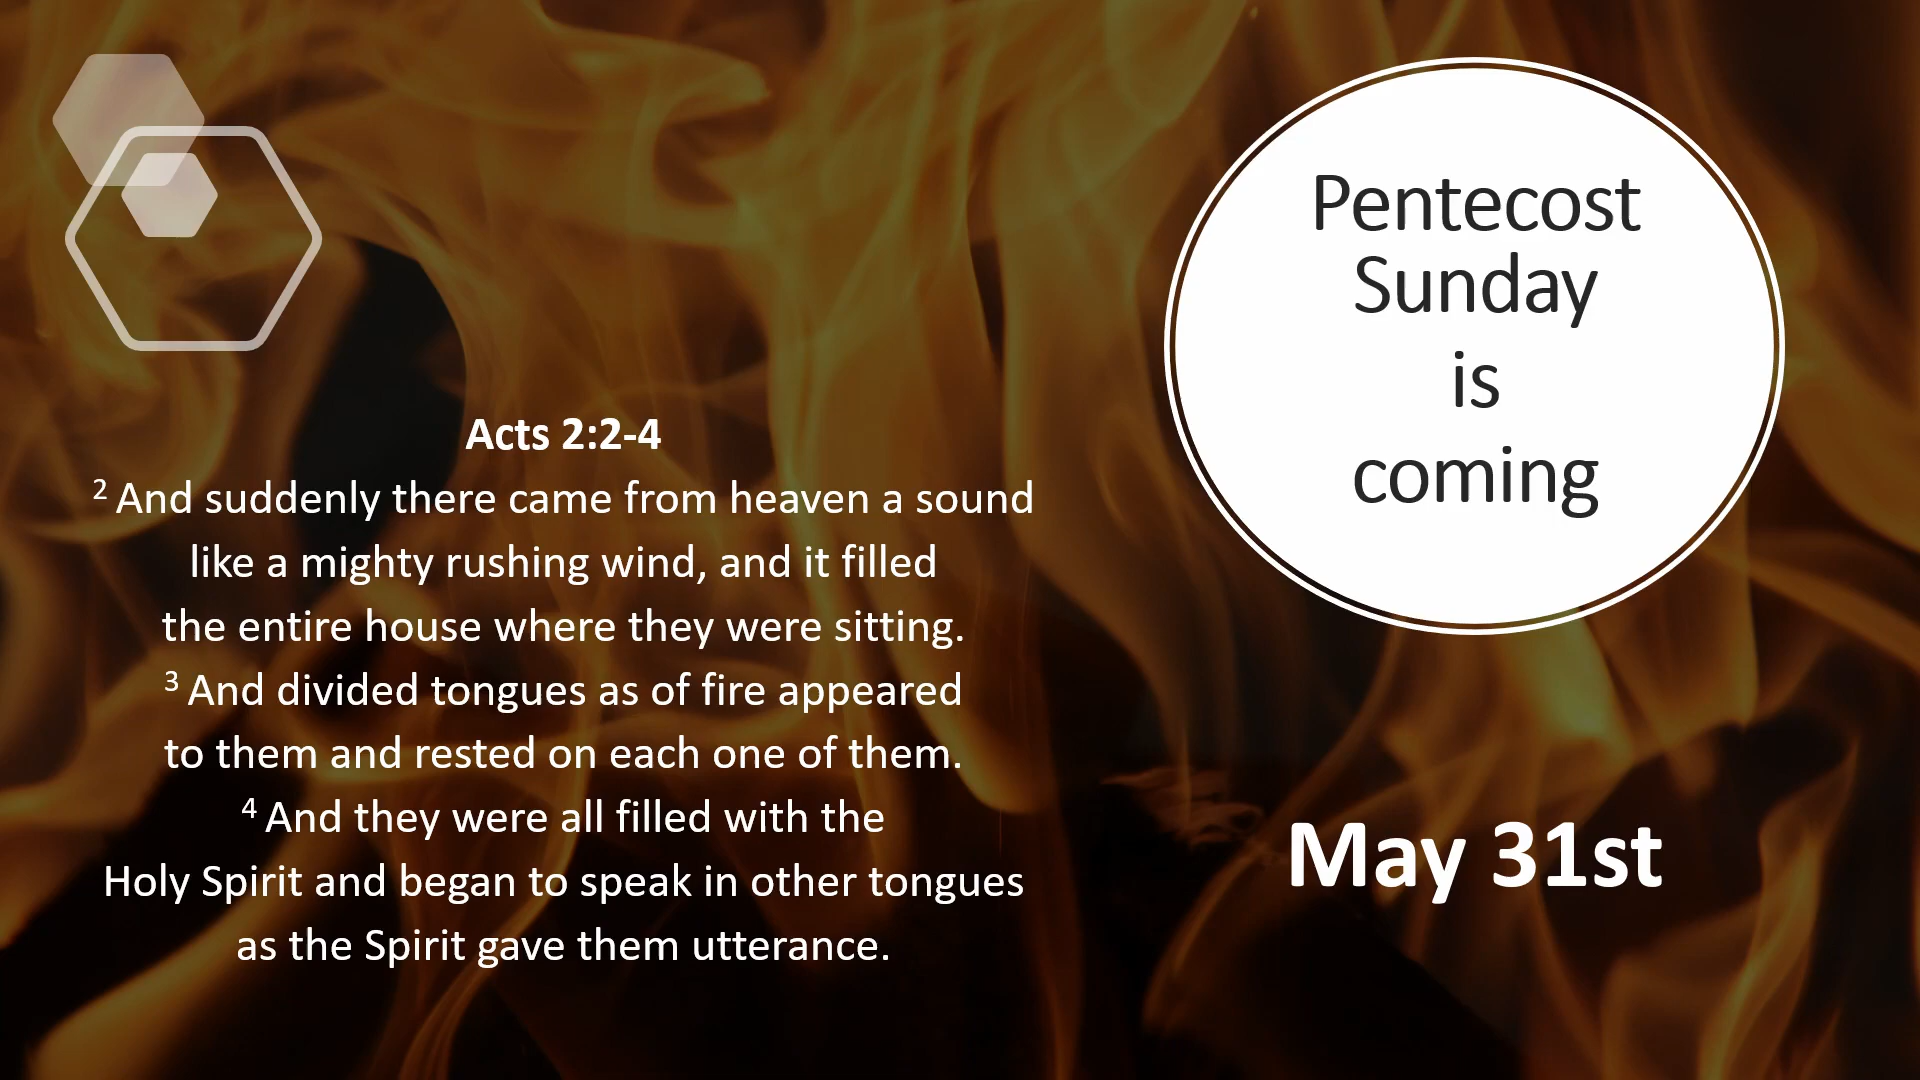 Pentecost
Sunday
is
coming
Acts 2:2-4
2 And suddenly there came from heaven a sound
like a mighty rushing wind, and it filled
the entire house where they were sitting.
3 And divided tongues as of fire appeared
to them and rested on each one of them.
4 And they were all filled with the
Holy Spirit and began to speak in other tongues
as the Spirit gave them utterance.
May 31st